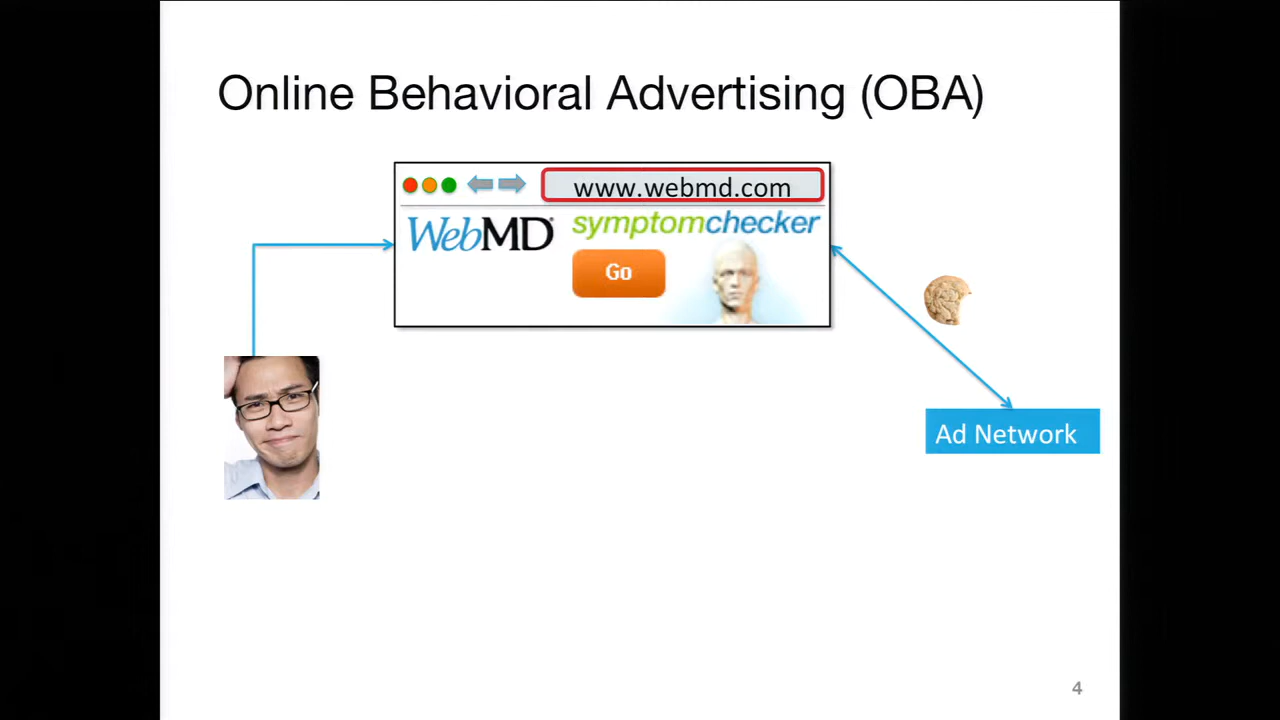 Online Behavioral Advertising (OBA)
www.webmd.com
WebMD®
symptomchecker
Go
Ad Network
4